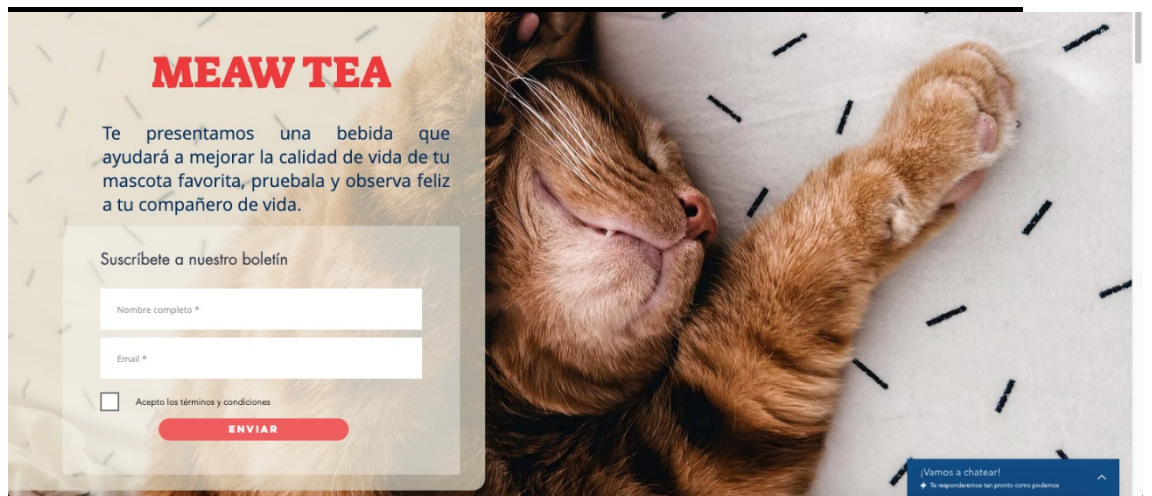 MEAW TEA
Te presentamos una bebida que
ayudará a mejorar la calidad de vida de tu
mascota favorita, pruebala y observa feliz
a tu compañero de vida.
Suscríbete a nuestro boletín
Nombre completo *
Email *
Acepto los términos y condiciones
ENVIAR
¡Vamos a chatear!
Te responderemos tan pronto como podamos